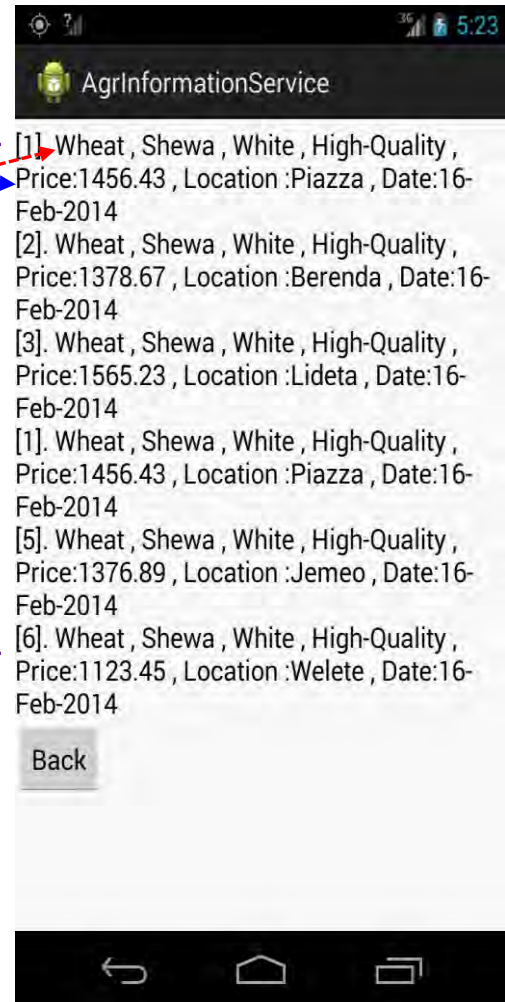 3G 5:23
AgrInformationService
[1]. Wheat , Shewa , White , High-Quality ,
Price:1456.43 , Location :Piazza , Date:16-
Feb-2014
[2]. Wheat , Shewa , White , High-Quality ,
Price:1378.67 , Location :Berenda , Date:16-
Feb-2014
[3]. Wheat , Shewa , White , High-Quality ,
Price:1565.23 , Location :Lideta , Date:16-
Feb-2014
[1]. Wheat , Shewa , White , High-Quality ,
Price:1456.43 , Location :Piazza , Date:16-
Feb-2014
[5]. Wheat , Shewa , White , High-Quality ,
Price:1376.89 , Location :Jemeo , Date:16-
Feb-2014
[6]. Wheat , Shewa , White , High-Quality ,
Price:1123.45 , Location :Welete , Date:16-
Feb-2014
Back